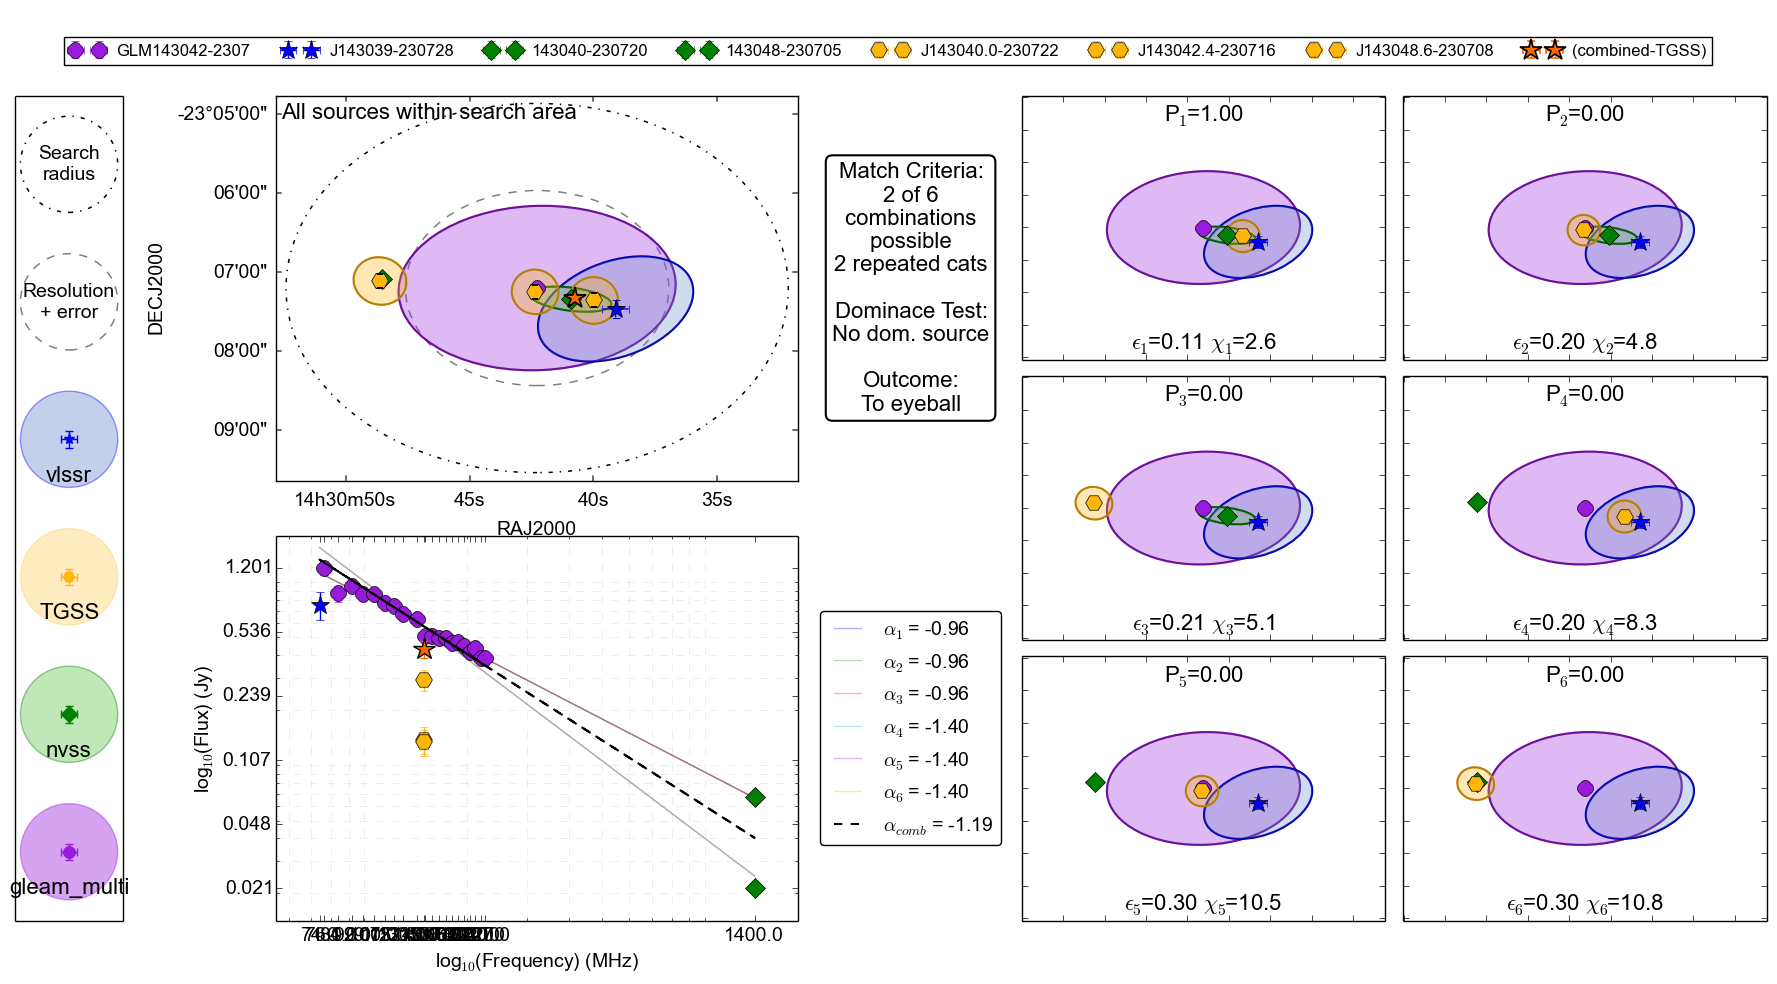 GLM143042-2307 J143039-230728 143040-230720 143048-230705 J143040.0-230722 J143042.4-230716 J143048.6-230708 (combined-TGSS)
Search
radius
Resolution
+ error
vlssr
TGSS
nvss
gleam_multi
All sources within search area
DECJ2000
-23°05'00"
06'00"
07'00"
08'00"
09'00"
14h30m50s 45s 40s 35s
RAJ2000
log10(Flux) (Jy)
1.201
0.536
0.239
0.107
0.048
0.021
1400.0
log10(Frequency) (MHz)
Match Criteria:
2 of 6
combinations
possible
2 repeated cats
Dominace Test:
No dom. source
Outcome:
To eyeball
α1 = -0.96
α2 = -0.96
α3 = -0.96
α4 = -1.40
α5 = -1.40
α6 = -1.40
αcomb = -1.19
P1=1.00
ϵ1=0.11 χ1=2.6
P2=0.00
ϵ2=0.20 χ2=4.8
P3=0.00
ϵ3=0.21 χ3=5.1
P4=0.00
ϵ4=0.20 χ4=8.3
P5=0.00
ϵ5=0.30 χ5=10.5
P6=0.00
ϵ6=0.30 χ6=10.8